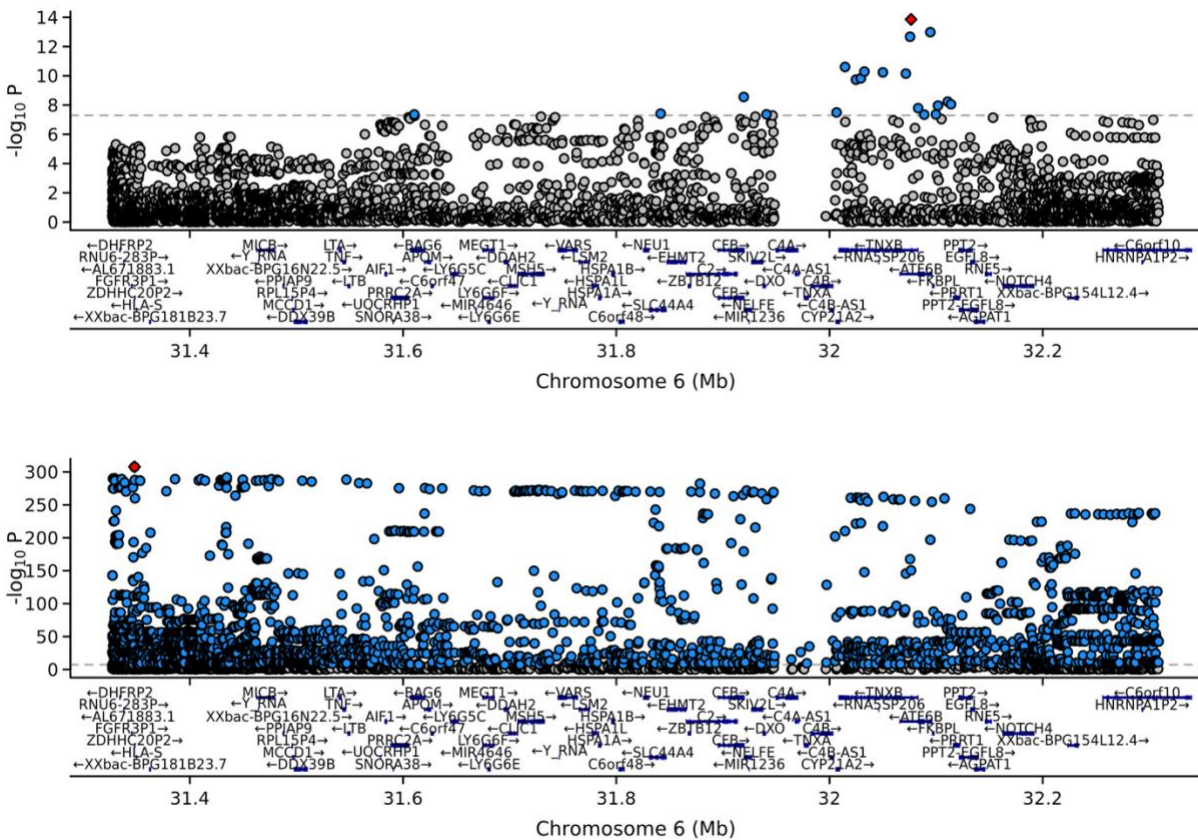 14
12
10
8
6
4
2
0
-log10 P
←DHFRP2 MICB→ LTA→ ←BAG6 MEGT1→ ←VARS ←NEU1 CFB→ C4A→ ←TNXB PPT2→ ←C6orf10
RNU6-283P→ ←Y_RNA TNF→ APOM→ ←DDAH2 ←LSM2 ←EHMT2 SKIV2L→ RNA5SP206 EGFL8→ HNRNPA1P2→
←AL671883.1 XXbac-BPG16N22.5→ AIF1→ ←LY6G5C MSH5→ HSPA1B→ C2→ ←C4A-AS1 ←ATF6B RNF5→
FGFR3P1→ ←PPIAP9 ←LTB C6orf47→ ←CLIC1 HSPA1L ←ZBTB12 ←DXO C4B→ ←FKBPL ←NOTCH4
ZDHHC20P2→ RPL15P4→ PRRC2A→ LY6G6F→ HSPA1A→ CFB→ ←TNXA ←PRRT1 XXbac-BPG154L12.4→
←HLA-S MCCD1→ ←UQCRHP1 ←MIR4646 ←Y_RNA ←SLC44A4 ←NELFE ←C4B-AS1 PPT2-EGFL8→
←XXbac-BPG181B23.7 ←DDX39B SNORA38→ ←LY6G6E C6orf48→ ←MIR1236 CYP21A2→ ←AGPAT1
31.4 31.6 31.8 32 32.2
Chromosome 6 (Mb)
300
250
200
150
100
50
0
-log10 P
←DHFRP2 MICB→ LTA→ ←BAG6 MEGT1→ ←VARS ←NEU1 CFB→ C4A→ ←TNXB PPT2→ ←C6orf10
RNU6-283P→ ←Y_RNA TNF→ APOM→ ←DDAH2 ←LSM2 ←EHMT2 SKIV2L→ RNA5SP206 EGFL8→ HNRNPA1P2→
←AL671883.1 XXbac-BPG16N22.5→ AIF1→ ←LY6G5C MSH5→ HSPA1B→ C2→ ←C4A-AS1 ←ATF6B RNF5→
FGFR3P1→ ←PPIAP9 ←LTB C6orf47→ ←CLIC1 HSPA1L ←ZBTB12 ←DXO C4B→ ←FKBPL ←NOTCH4
ZDHHC20P2→ RPL15P4→ PRRC2A→ LY6G6F→ HSPA1A→ CFB→ ←TNXA ←PRRT1 XXbac-BPG154L12.4→
←HLA-S MCCD1→ ←UQCRHP1 ←MIR4646 ←Y_RNA ←SLC44A4 ←NELFE ←C4B-AS1 PPT2-EGFL8→
←XXbac-BPG181B23.7 ←DDX39B SNORA38→ ←LY6G6E C6orf48→ ←MIR1236 CYP21A2→ ←AGPAT1
31.4 31.6 31.8 32 32.2
Chromosome 6 (Mb)